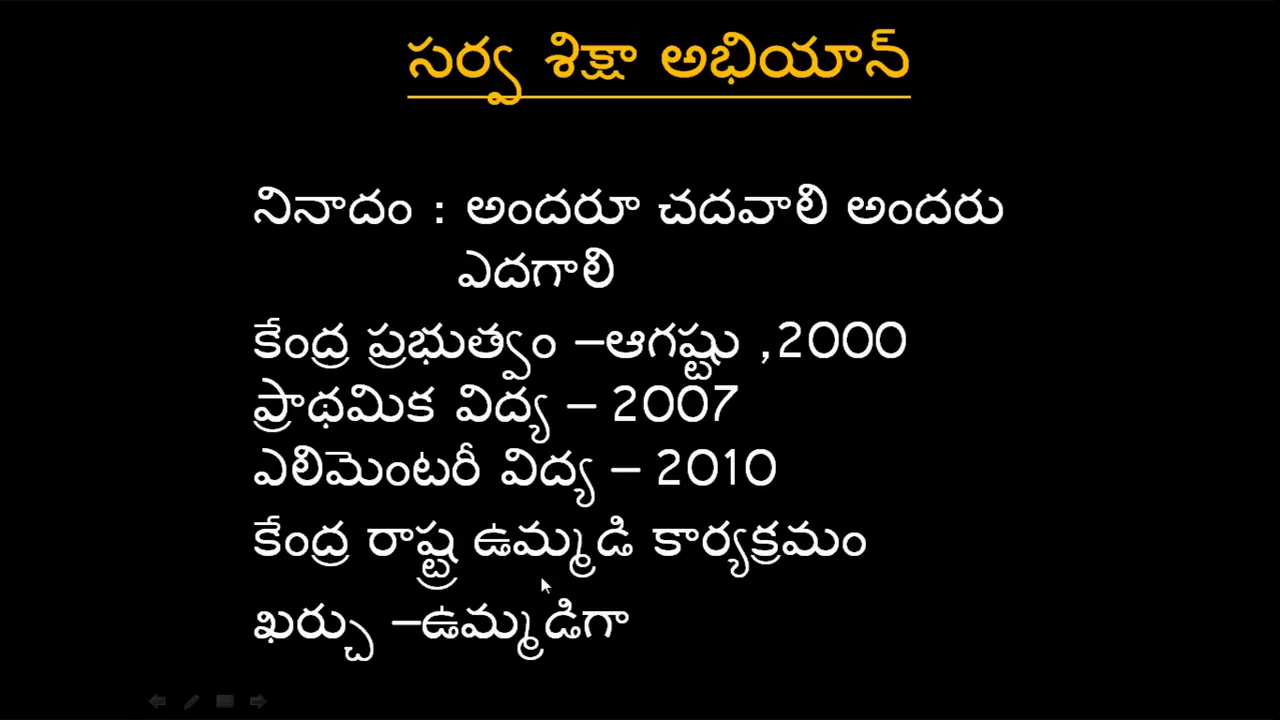 సర్వ శిక్షా అభియాన్
నినాదం : అందరూ చదవాలి అందరు
ఎదగాలి
కేంద్ర ప్రభుత్వం –ఆగష్టు ,2000
ప్రాథమిక విద్య – 2007
ఎలిమెంటరీ విద్య – 2010
కేంద్ర రాష్ట్ర ఉమ్మడి కార్యక్రమం
ఖర్చు –ఉమ్మడిగా